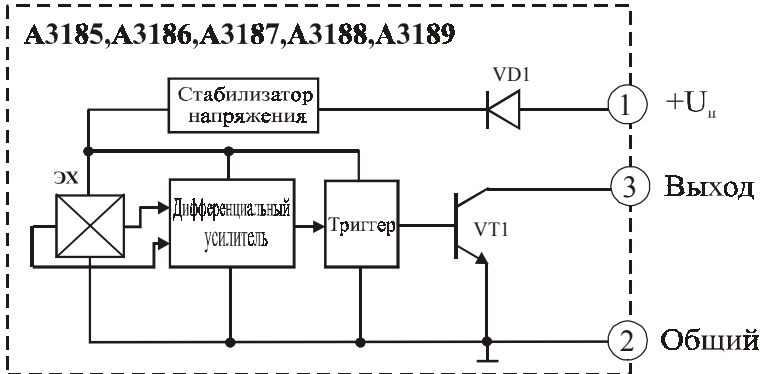 А3185,А3186,А3187,А3188,А3189
VD1
Стабилизатор
напряжения
1
+Uп
ЭХ
3
Выход
Дифференциальный
усилитель
Триггер
VT1
2
Общий